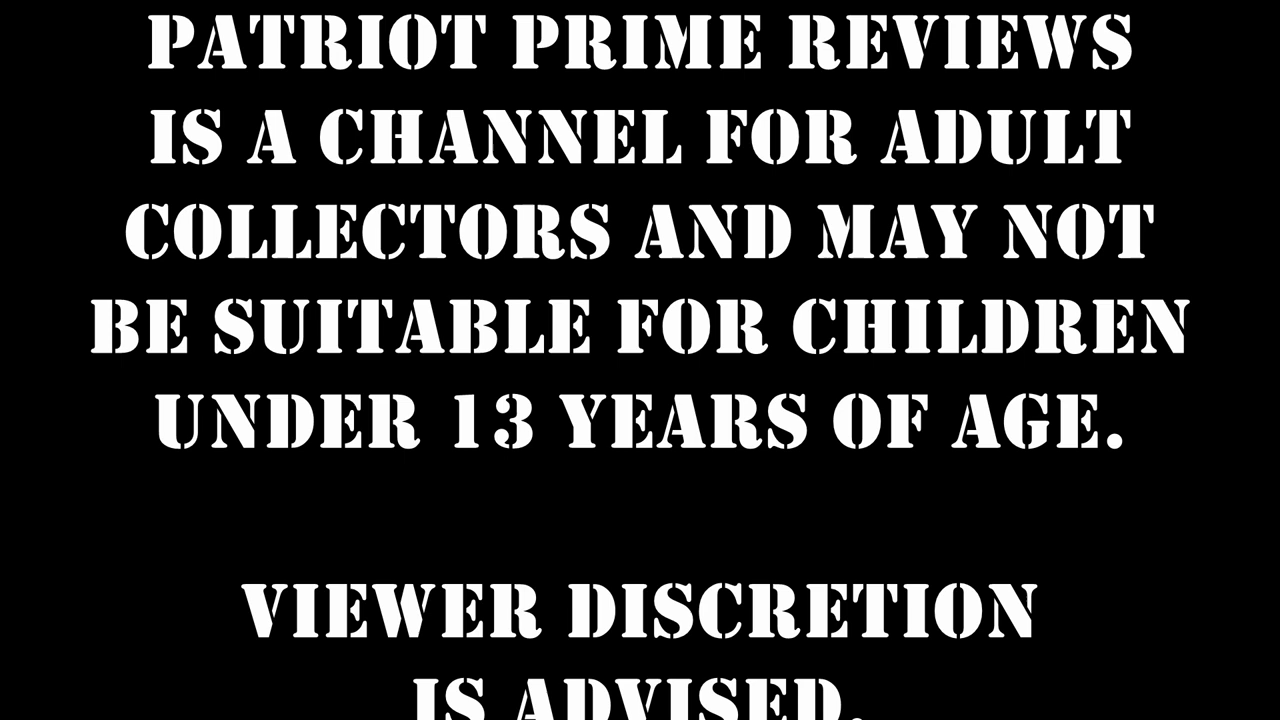 PATRIOT PRIME REVIEWS
IS A CHANNEL FOR ADULT
COLLECTORS AND MAY NOT
BE SUITABLE FOR CHILDREN
UNDER 13 YEARS OF AGE.
VIEWER DISCRETION
IS ADVISED.